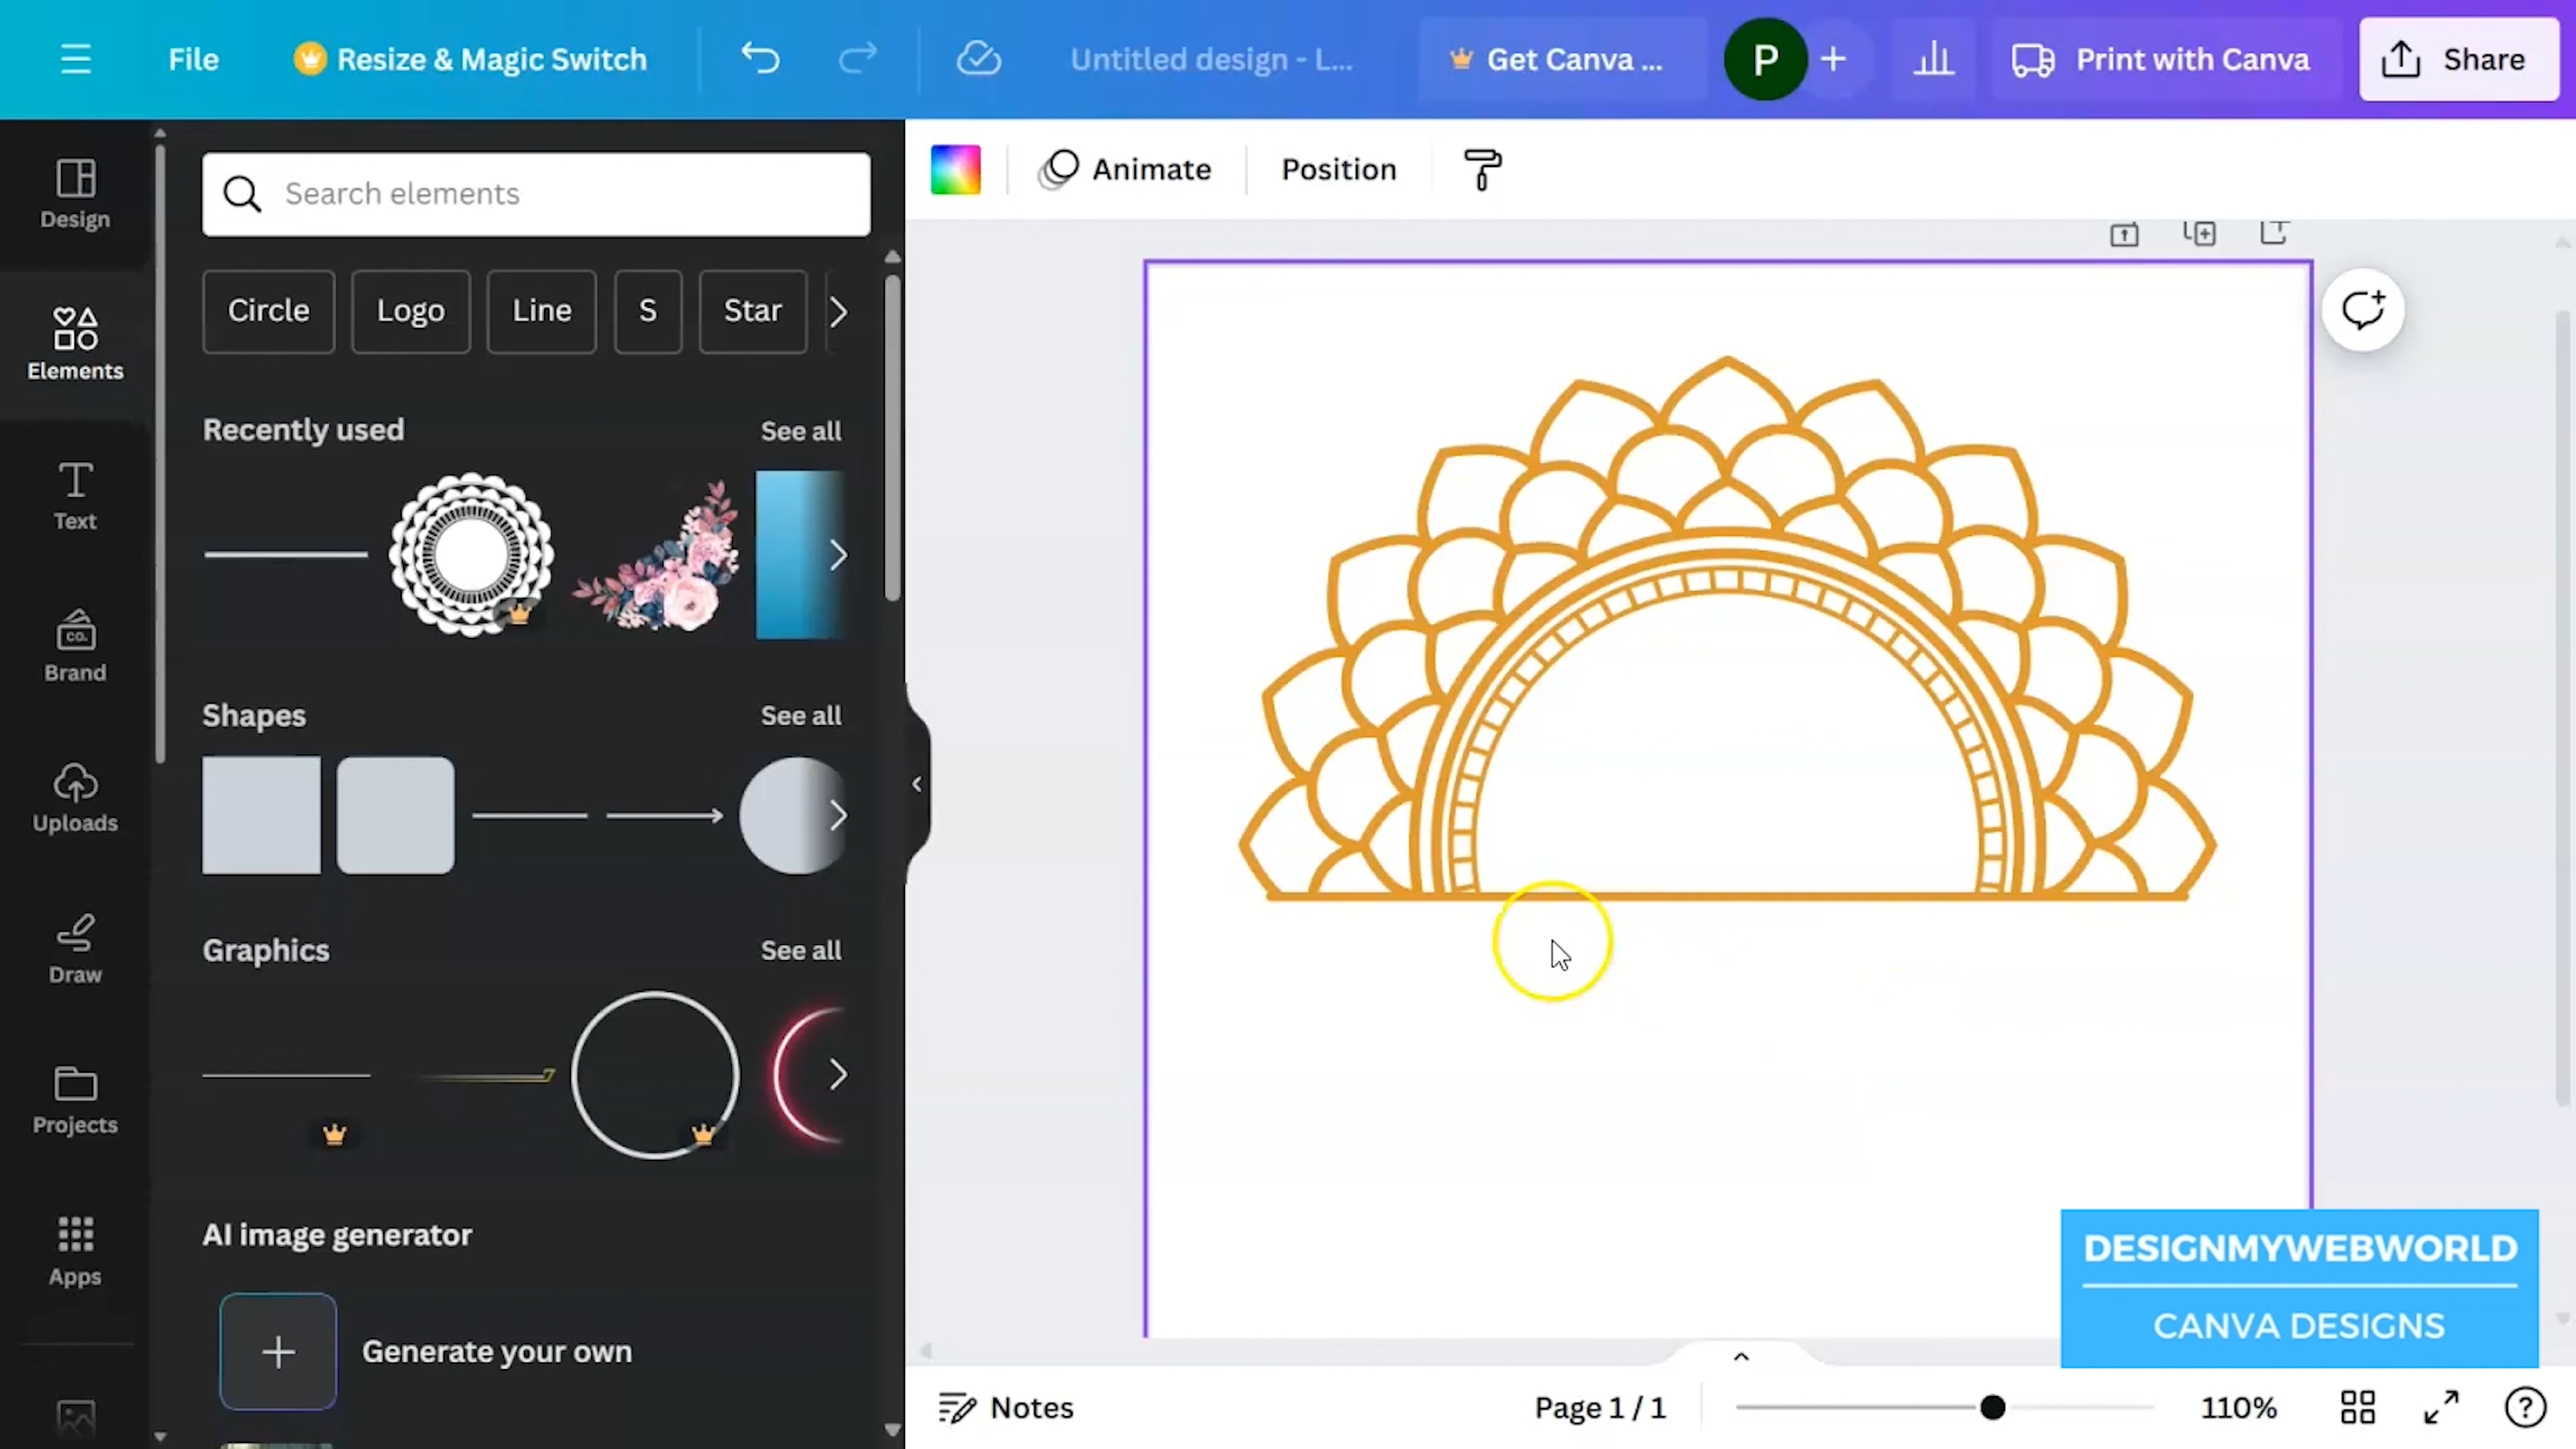 File
Resize & Magic Switch
Untitled design - L...
Get Canva ...
P
Print with Canva
Share
Design
Elements
Text
CO.
Brand
Uploads
Draw
Projects
Apps
Search elements
Circle
Logo
Line
S
Star
Recently used
See all
Shapes
See all
Graphics
See all
AI image generator
Generate your own
Animate
Position
DESIGNMYWEBWORLD
CANVA DESIGNS
Notes
Page 1 / 1
110%